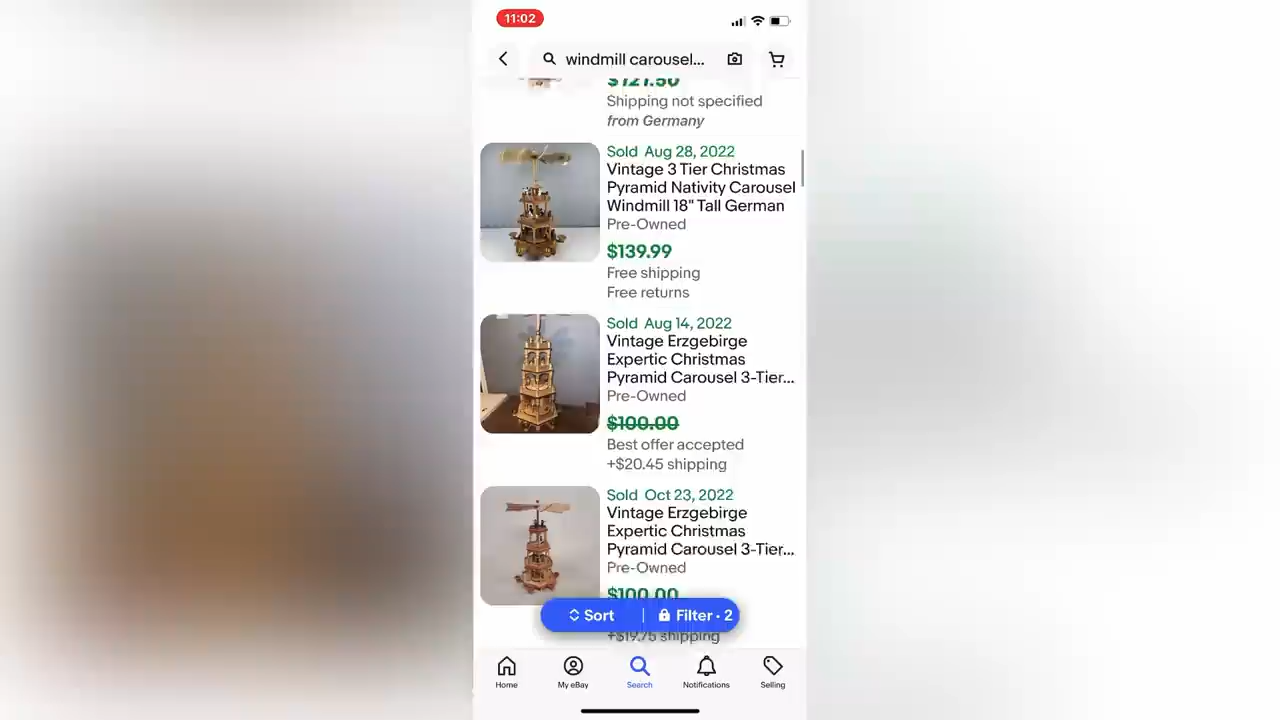 11:02
windmill carousel...
$121.50
Shipping not specified
from Germany
Sold Aug 28, 2022
Vintage 3 Tier Christmas
Pyramid Nativity Carousel
Windmill 18" Tall German
Pre-Owned
$139.99
Free shipping
Free returns
Sold Aug 14, 2022
Vintage Erzgebirge
Expertic Christmas
Pyramid Carousel 3-Tier...
Pre-Owned
$100.00
Best offer accepted
+$20.45 shipping
Sold Oct 23, 2022
Vintage Erzgebirge
Expertic Christmas
Pyramid Carousel 3-Tier...
Pre-Owned
$100.00
Sort
Filter · 2
+$19.75 shipping
Home
My eBay
Search
Notifications
Selling